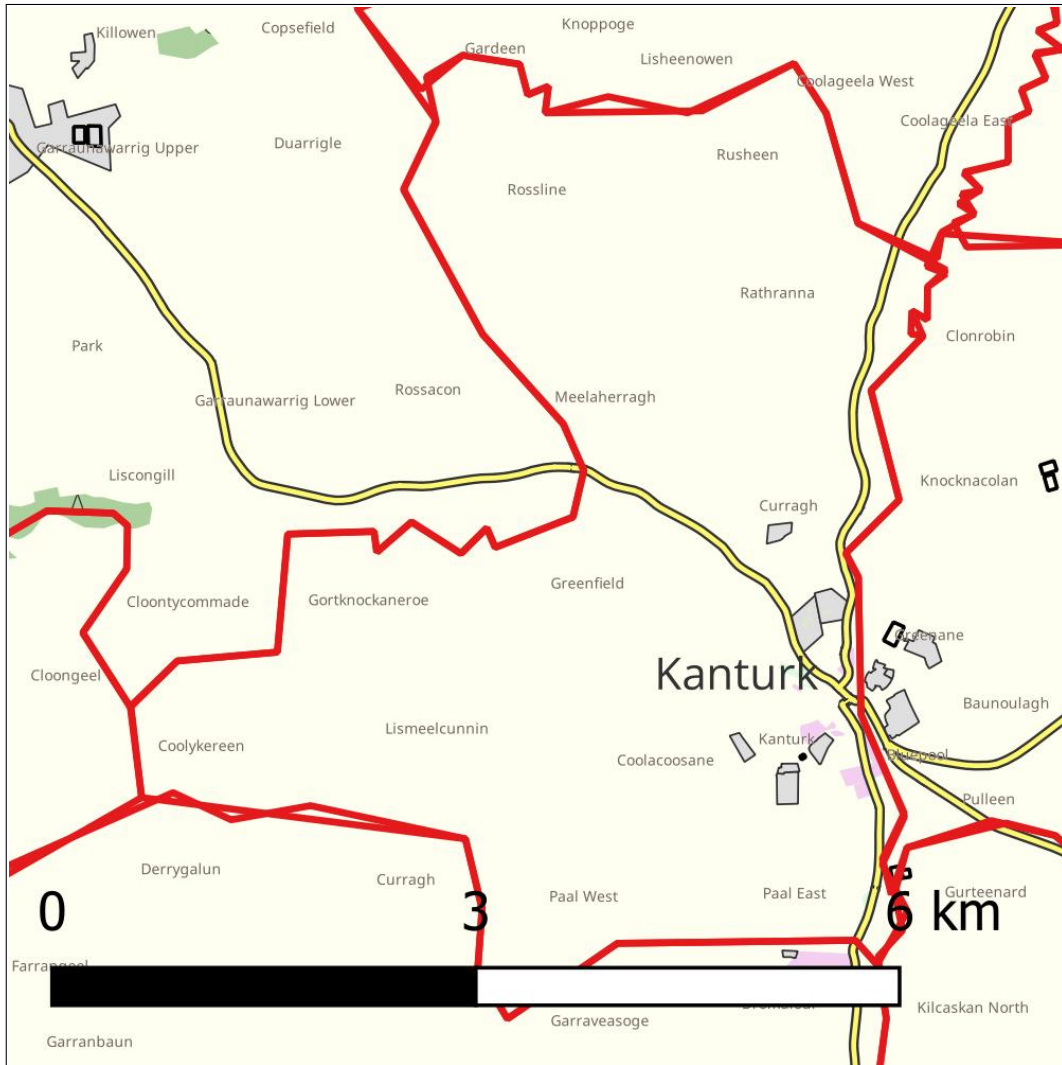 Knoppoge
Killowen
Copsefield
Gardeen
Lisheenowen
Coolageela West
Coolageela East
Duarrigle
Garraunawarrig Upper
Rusheen
Rossline
Rathranna
Clonrobin
Park
Rossacon
Meelaherragh
Garraunawarrig Lower
Liscongill
Knocknacolan
Curragh
Greenfield
Cloontycommade
Gortknockaneroe
Greenane
Cloongeel
Kanturk
Baunoulagh
Lismeelcunnin
Kanturk
Coolykereen
Coolacoosane
Bluepool
Pulleen
Derrygalun
Curragh
Paal West
Paal East
Gurteenard
0 3 6 km
Farrangeel
Dromalour
Kilcaskan North
Garraveasoge
Garranbaun